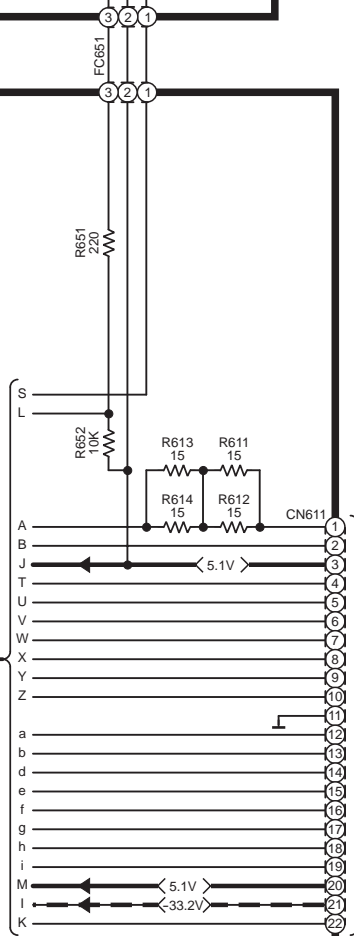 3 2 1
FC651
3 2 1
R651
220
S
L
R652
10K
R613
15
R611
15
R614
15
R612
15
CN611
A 1
B 2
J 5.1V 3
T 4
U 5
V 6
W 7
X 8
Y 9
Z 10
11
a 12
b 13
d 14
e 15
f 16
g 17
h 18
i 19
M 5.1V 20
I -33.2V 21
K 22